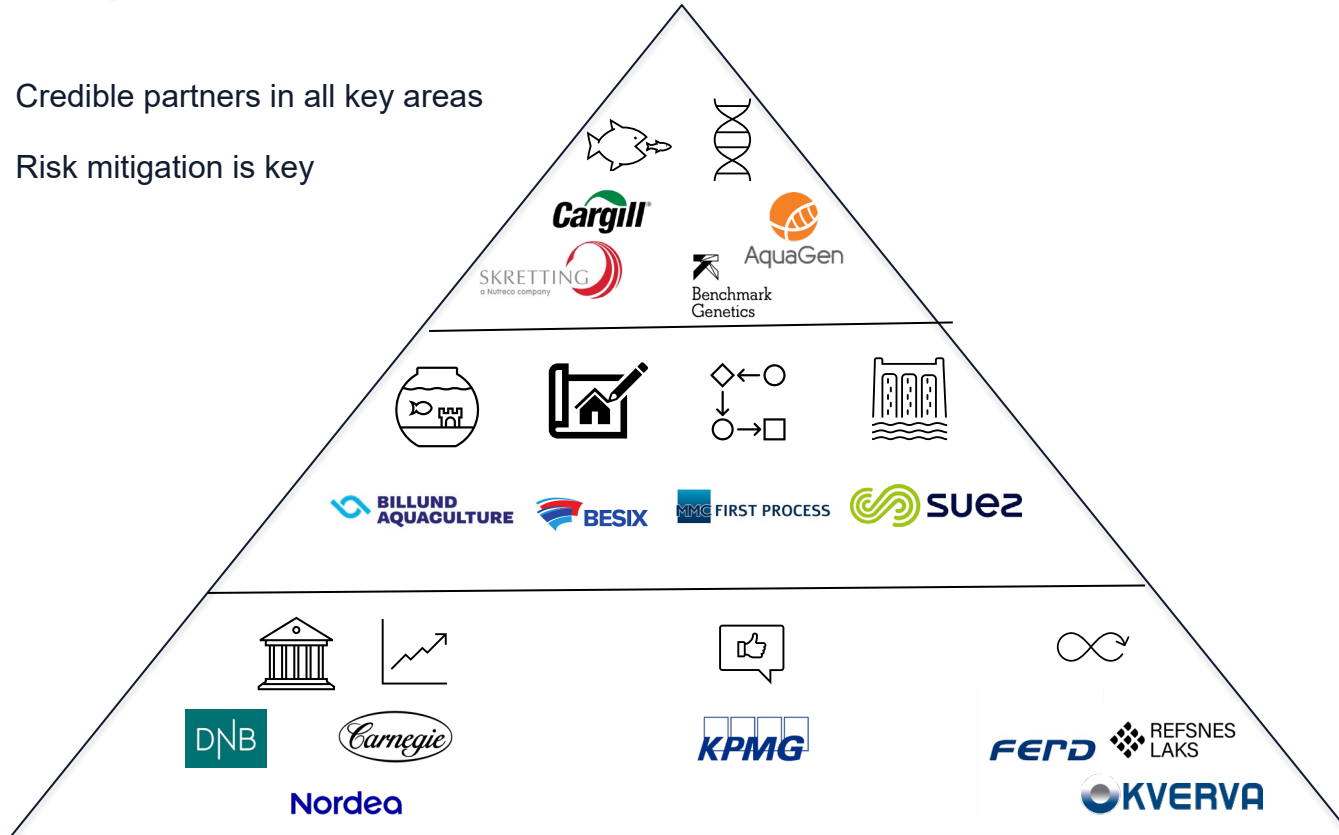 Credible partners in all key areas
Risk mitigation is key
Cargill®
AquaGen
SKRETTING
a Nutreco company
Benchmark
Genetics
BILLUND
AQUACULTURE
BESIX
MMC FIRST PROCESS
suez
DNB
Carnegie
KPMG
FERD
REFSNES
LAKS
Nordea
KVERVA